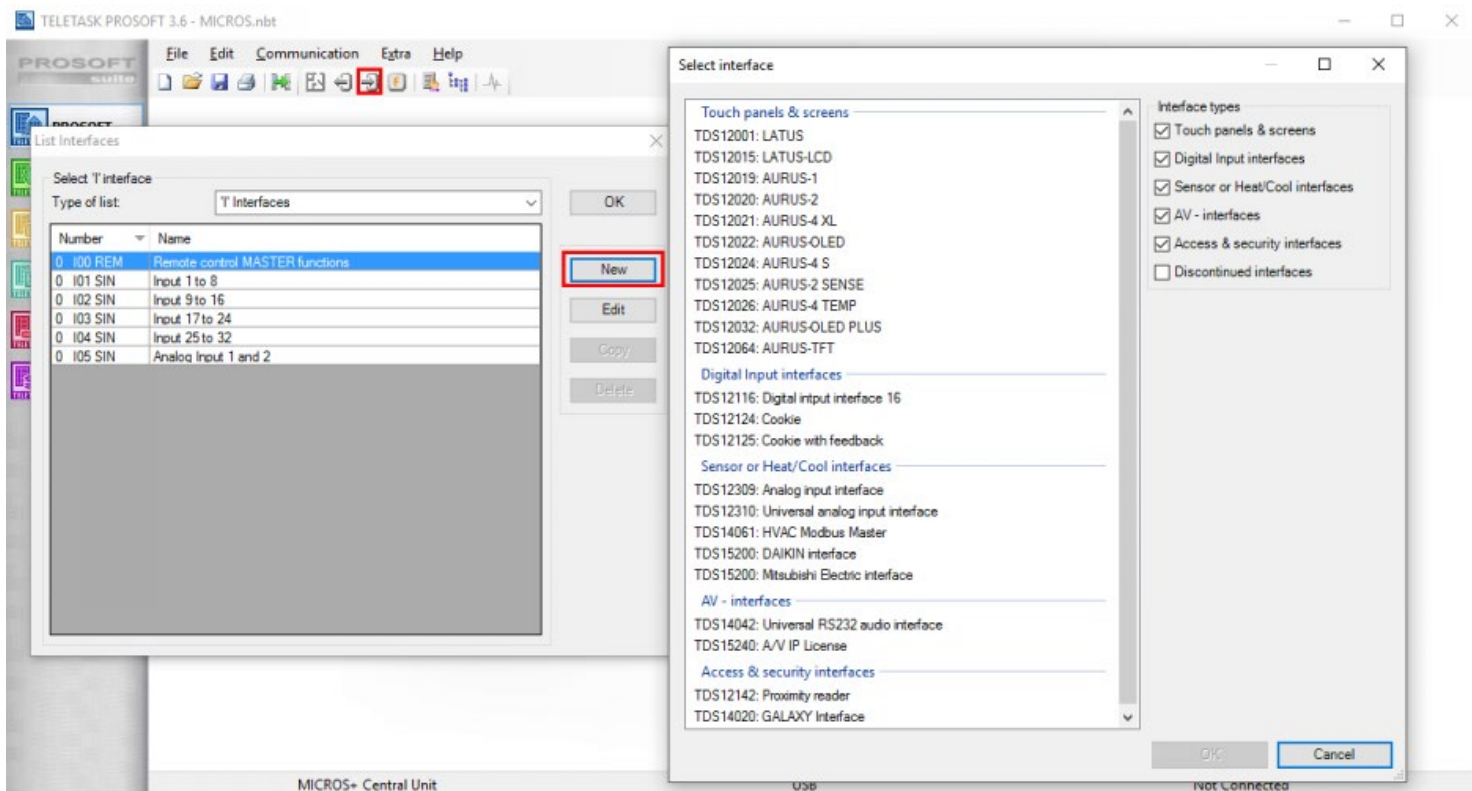 TELETASK PROSOFT 3.6 - MICROS.nbt
PROSOFT
suite
File Edit Communication Extra Help
PROSOFT
List Interfaces
Select 'I' interface
Type of list: 'I' Interfaces
OK
Number Name
0 I00 REM Remote control MASTER functions
0 I01 SIN Input 1 to 8
0 I02 SIN Input 9 to 16
0 I03 SIN Input 17 to 24
0 I04 SIN Input 25 to 32
0 I05 SIN Analog Input 1 and 2
New
Edit
Copy
Delete
Select interface
Touch panels & screens
TDS12001: LATUS
TDS12015: LATUS-LCD
TDS12019: AURUS-1
TDS12020: AURUS-2
TDS12021: AURUS-4 XL
TDS12022: AURUS-OLED
TDS12024: AURUS-4 S
TDS12025: AURUS-2 SENSE
TDS12026: AURUS-4 TEMP
TDS12032: AURUS-OLED PLUS
TDS12064: AURUS-TFT
Digital Input interfaces
TDS12116: Digital intput interface 16
TDS12124: Cookie
TDS12125: Cookie with feedback
Sensor or Heat/Cool interfaces
TDS12309: Analog input interface
TDS12310: Universal analog input interface
TDS14061: HVAC Modbus Master
TDS15200: DAIKIN interface
TDS15200: Mitsubishi Electric interface
AV - interfaces
TDS14042: Universal RS232 audio interface
TDS15240: A/V IP License
Access & security interfaces
TDS12142: Proximity reader
TDS14020: GALAXY Interface
Interface types
Touch panels & screens
Digital Input interfaces
Sensor or Heat/Cool interfaces
AV - interfaces
Access & security interfaces
Discontinued interfaces
OK
Cancel
MICROS+ Central Unit USB Not Connected